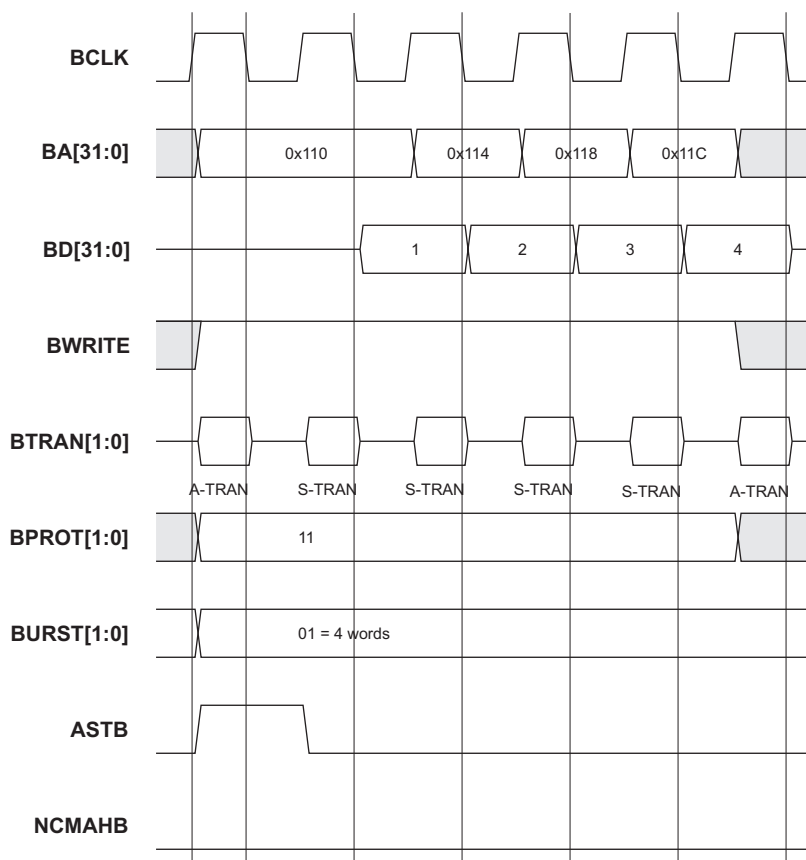 BCLK
BA[31:0] 0x110 0x114 0x118 0x11C
BD[31:0] 1 2 3 4
BWRITE
BTRAN[1:0]
A-TRAN S-TRAN S-TRAN S-TRAN S-TRAN A-TRAN
BPROT[1:0] 11
BURST[1:0] 01 = 4 words
ASTB
NCMAHB